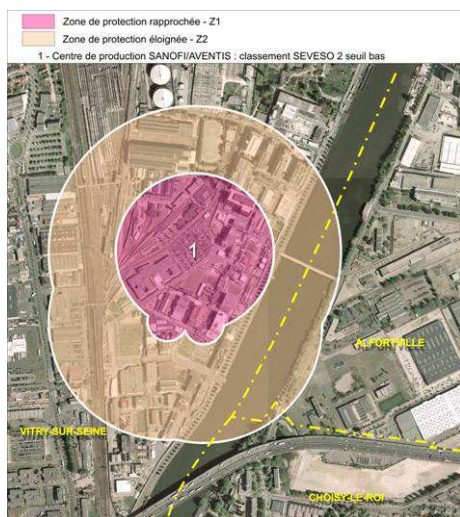 Zone de protection rapprochée - Z1
Zone de protection éloignée - Z2
1 - Centre de production SANOFI/AVENTIS : classement SEVESO 2 seuil bas
1
ALFORTVILLE
VITRY-SUR-SEINE
CHOISY-LE-ROI